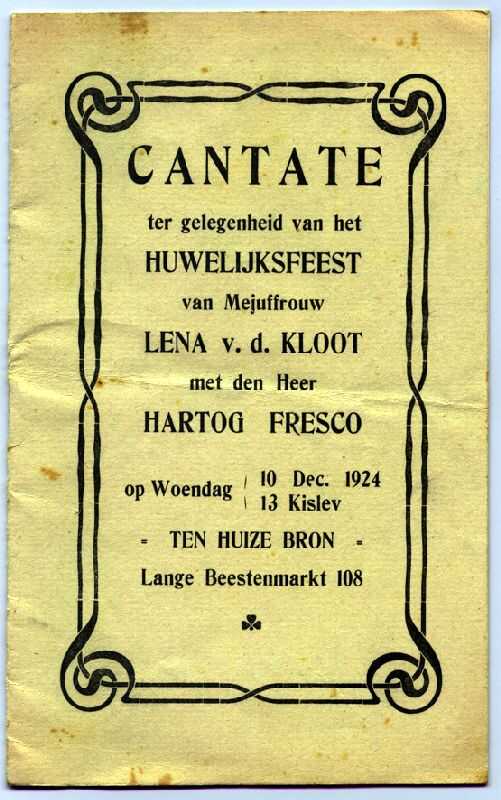 CANTATE
ter gelegenheid van het
HUWELIJKSFEEST
van Mejuffrouw
LENA v. d. KLOOT
met den Heer
HARTOG FRESCO
op Woendag ( 10 Dec. 1924
( 13 Kislev
= TEN HUIZE BRON =
Lange Beestenmarkt 108